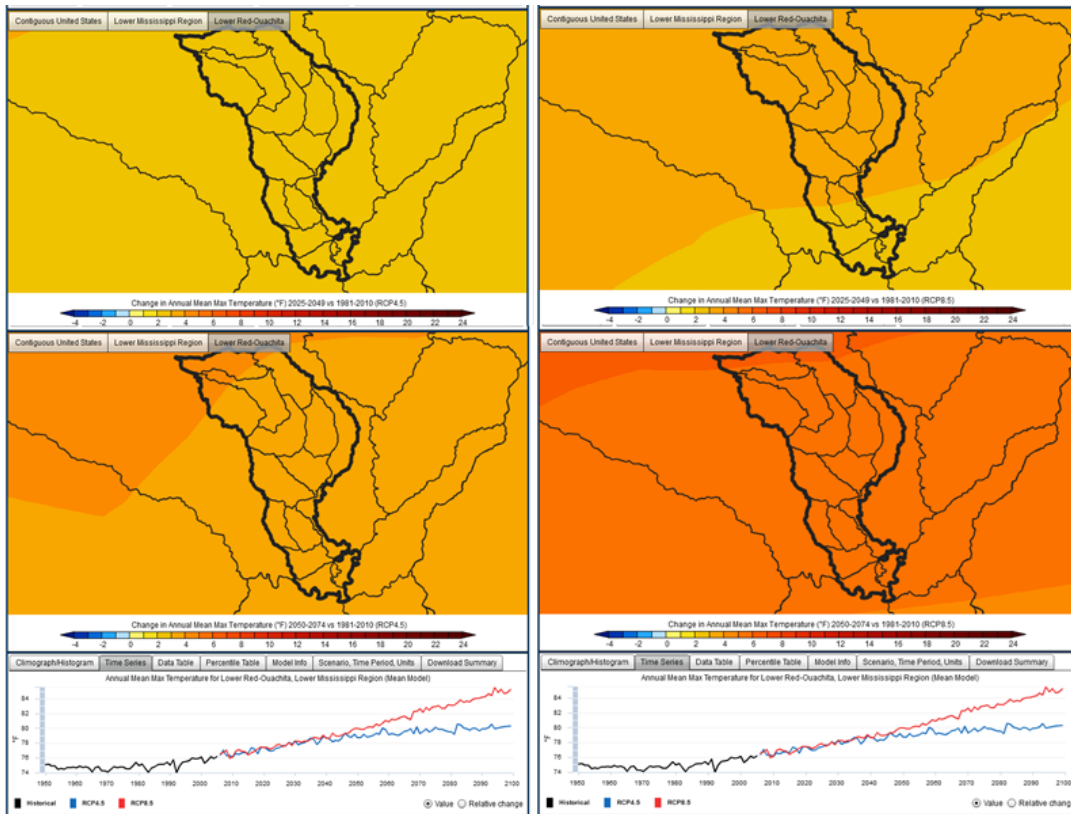 Contiguous United States Lower Mississippi Region Lower Red-Ouachita
Change in Annual Mean Max Temperature (°F) 2025-2049 vs 1981-2010 (RCP4.5)
-4 -2 0 2 4 6 8 10 12 14 16 18 20 22 24
Contiguous United States Lower Mississippi Region Lower Red-Ouachita
Change in Annual Mean Max Temperature (°F) 2025-2049 vs 1981-2010 (RCP8.5)
-4 -2 0 2 4 6 8 10 12 14 16 18 20 22 24
Contiguous United States Lower Mississippi Region Lower Red-Ouachita
Change in Annual Mean Max Temperature (°F) 2050-2074 vs 1981-2010 (RCP4.5)
-4 -2 0 2 4 6 8 10 12 14 16 18 20 22 24
Contiguous United States Lower Mississippi Region Lower Red-Ouachita
Change in Annual Mean Max Temperature (°F) 2050-2074 vs 1981-2010 (RCP8.5)
-4 -2 0 2 4 6 8 10 12 14 16 18 20 22 24
Climograph/Histogram Time Series Data Table Percentile Table Model Info Scenario, Time Period, Units Download Summary
Annual Mean Max Temperature for Lower Red-Ouachita, Lower Mississippi Region (Mean Model)
84
82
80
78
76
74
°F
1950 1960 1970 1980 1990 2000 2010 2020 2030 2040 2050 2060 2070 2080 2090 2100
Historical RCP4.5 RCP8.5 Value Relative change
Climograph/Histogram Time Series Data Table Percentile Table Model Info Scenario, Time Period, Units Download Summary
Annual Mean Max Temperature for Lower Red-Ouachita, Lower Mississippi Region (Mean Model)
84
82
80
78
76
74
°F
1950 1960 1970 1980 1990 2000 2010 2020 2030 2040 2050 2060 2070 2080 2090 2100
Historical RCP4.5 RCP8.5 Value Relative change